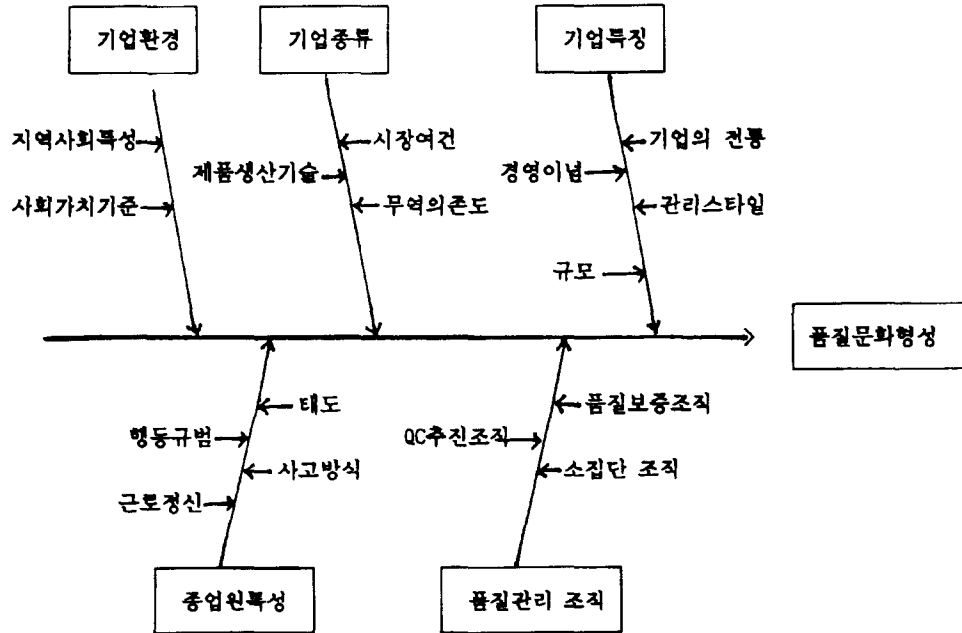 기업환경
기업종류
기업특징
지역사회특성
시장여건
기업의 전통
제품생산기술
경영이념
사회가치기준
무역의존도
관리스타일
규모
품질문화형성
태도
품질보증조직
행동규범
QC추진조직
사고방식
소집단 조직
근로정신
종업원특성
품질관리 조직